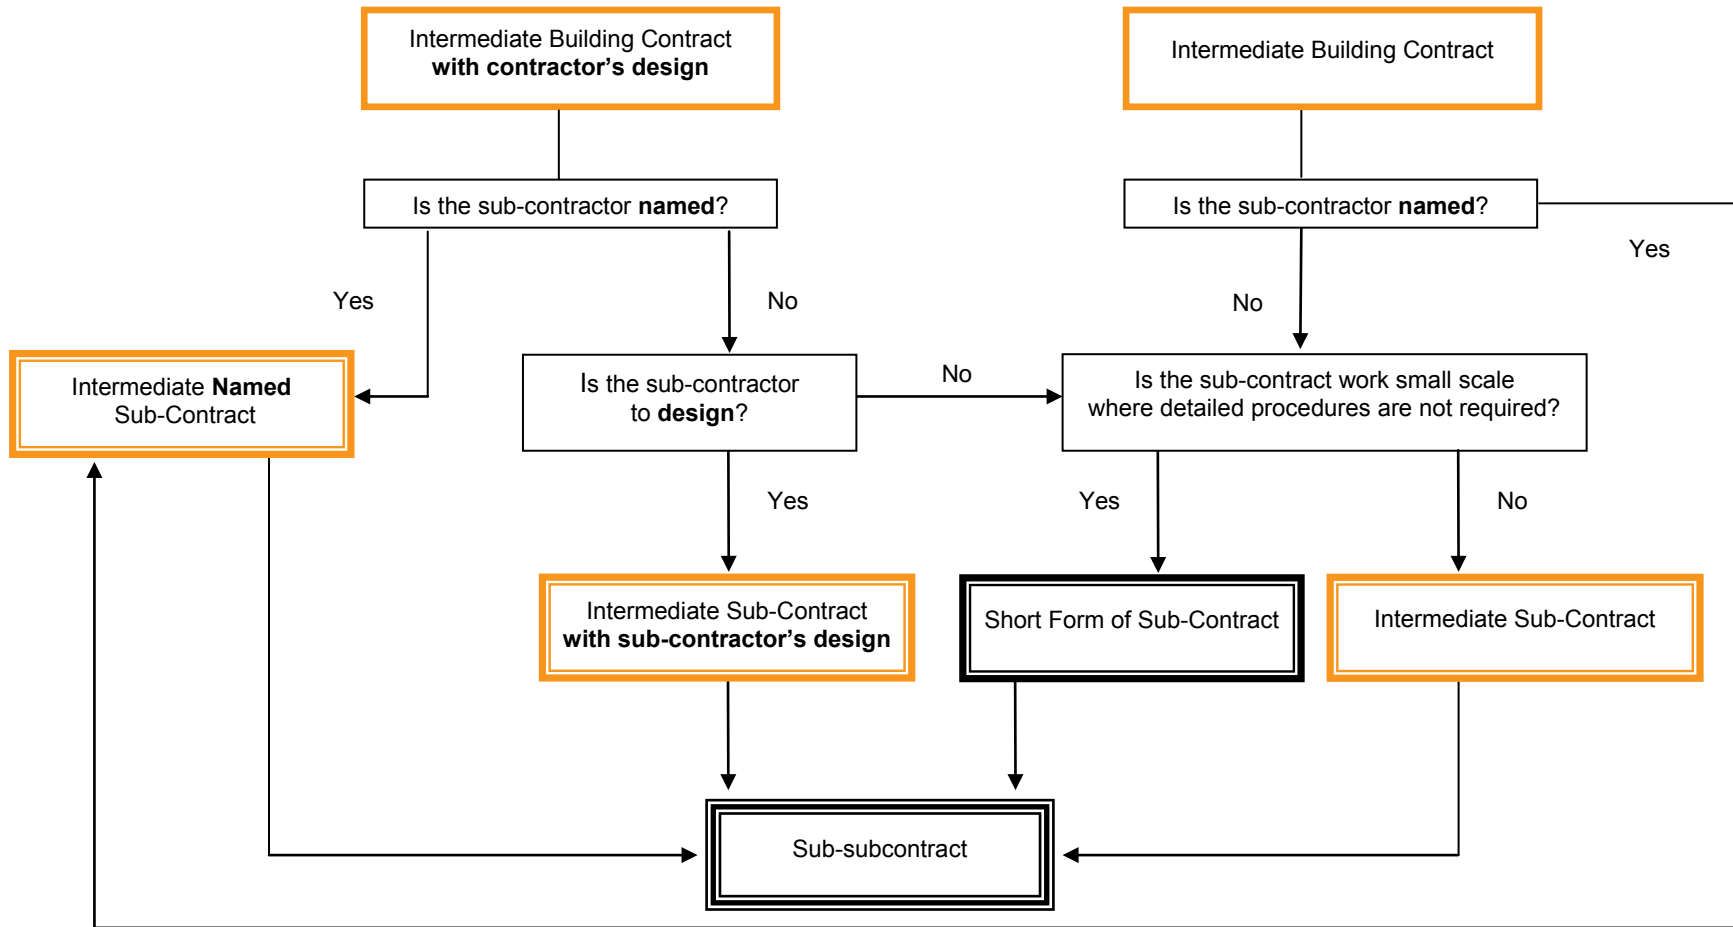 Intermediate Building Contract
with contractor’s design
Intermediate Building Contract
Is the sub-contractor named?
Is the sub-contractor named?
Yes
Yes
No
No
Intermediate Named
Sub-Contract
Is the sub-contractor
to design?
No
Is the sub-contract work small scale
where detailed procedures are not required?
Yes
Yes
No
Intermediate Sub-Contract
with sub-contractor’s design
Short Form of Sub-Contract
Intermediate Sub-Contract
Sub-subcontract